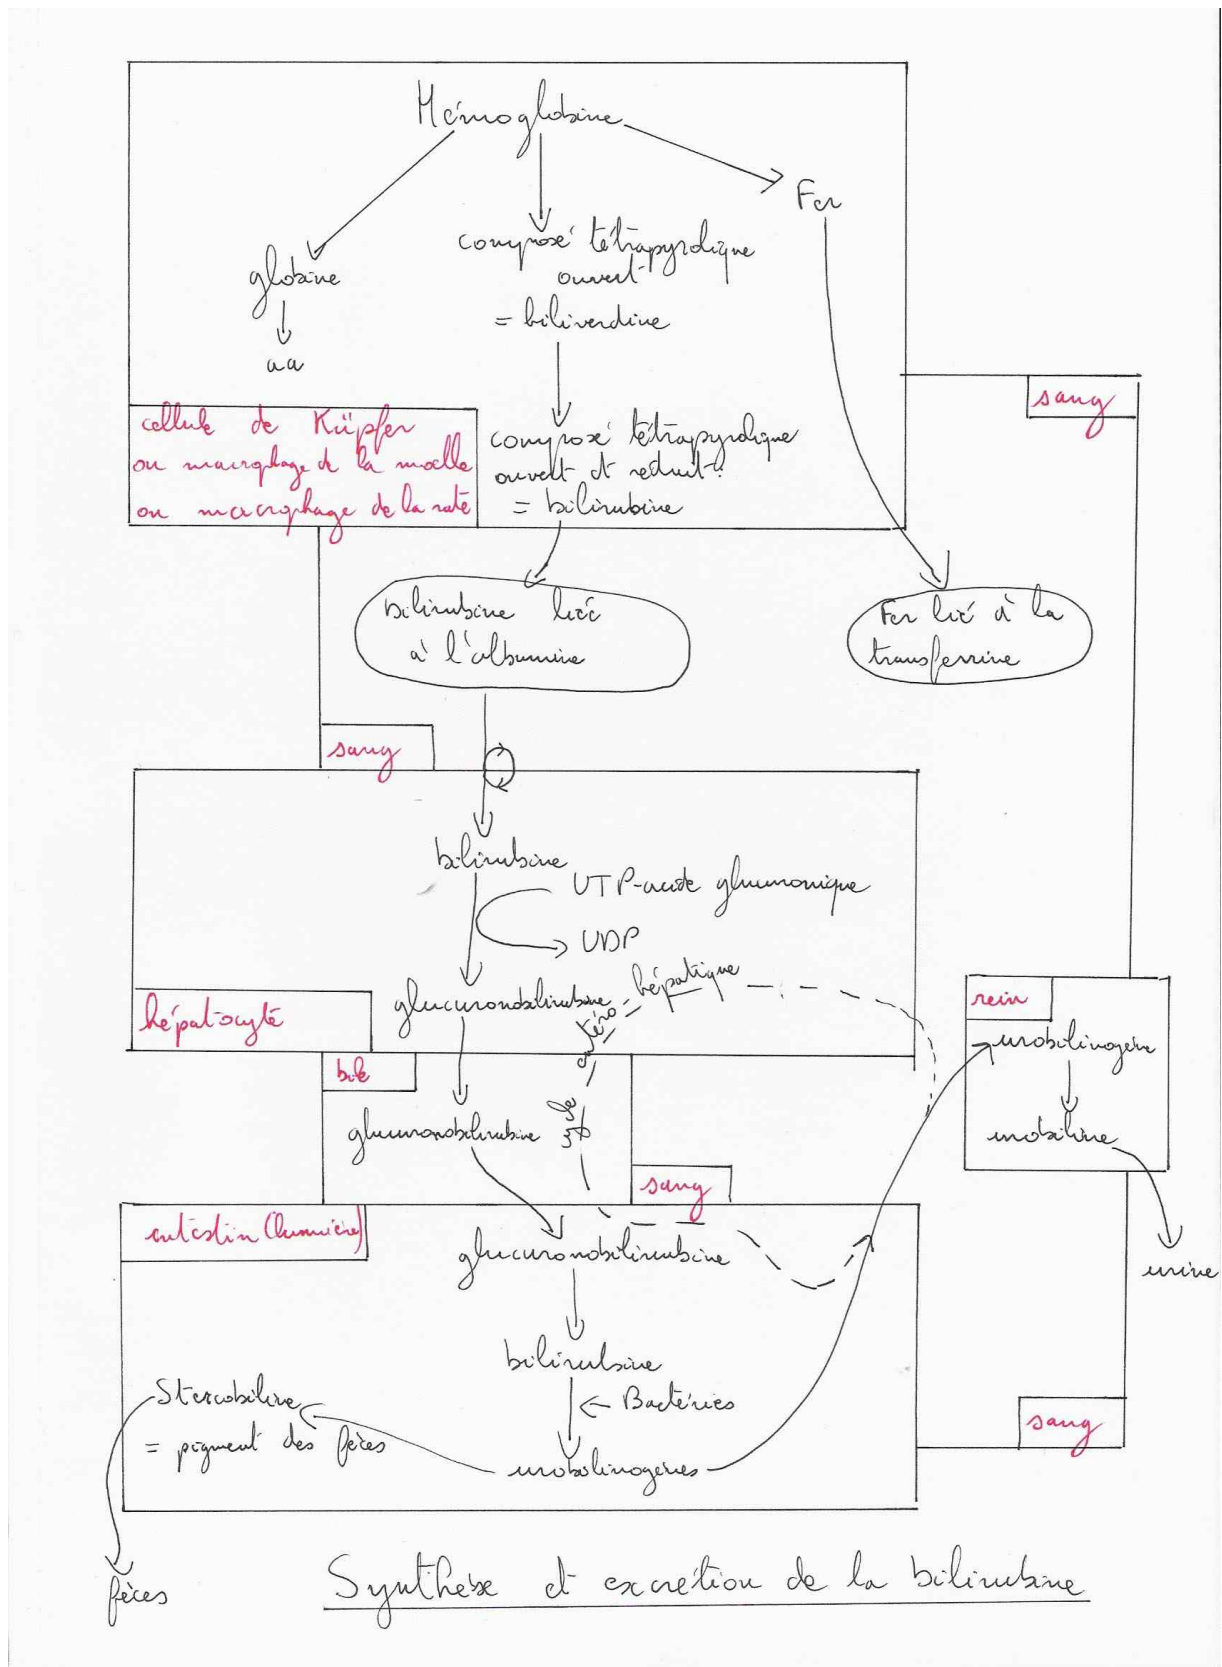 Hémoglobine
Fer
globine
aa
composé tétrapyrolique
ouvert
= biliverdine
sang
cellule de Küpfer
ou macrophage de la moelle
ou macrophage de la rate
composé tétrapyrolique
ouvert et réduit
= bilirubine
bilirubine liée
à l'albumine
Fer lié à la
transferrine
sang
bilirubine
UTP-acide glucuronique
UDP
glucuronobilirubine
hépatocyte
cycle entéro-hépatique
rein
urobilinogène
urobiline
urine
bile
glucuronobilirubine
sang
intestin (lumière)
glucuronobilirubine
bilirubine
Bactéries
urobilinogènes
Stercobiline
= pigment des fèces
sang
fèces
Synthèse et excrétion de la bilirubine